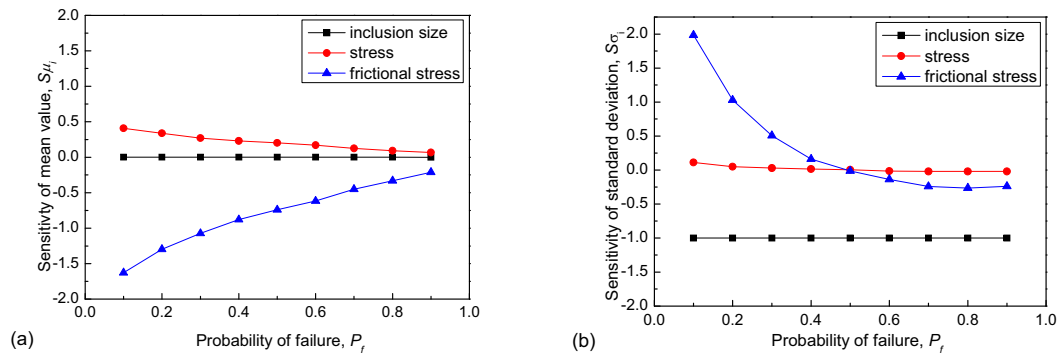 2.0
1.5
1.0
0.5
0.0
-0.5
-1.0
-1.5
-2.0
Sensitivty of mean value, Sμi
inclusion size
stress
frictional stress
0.0 0.2 0.4 0.6 0.8 1.0
Probability of failure, Pf
(a)
2.0
1.5
1.0
0.5
0.0
-0.5
-1.0
-1.5
-2.0
Sensitivity of standard deviation, Sσi
inclusion size
stress
frictional stress
0.0 0.2 0.4 0.6 0.8 1.0
Probability of failure, Pf
(b)